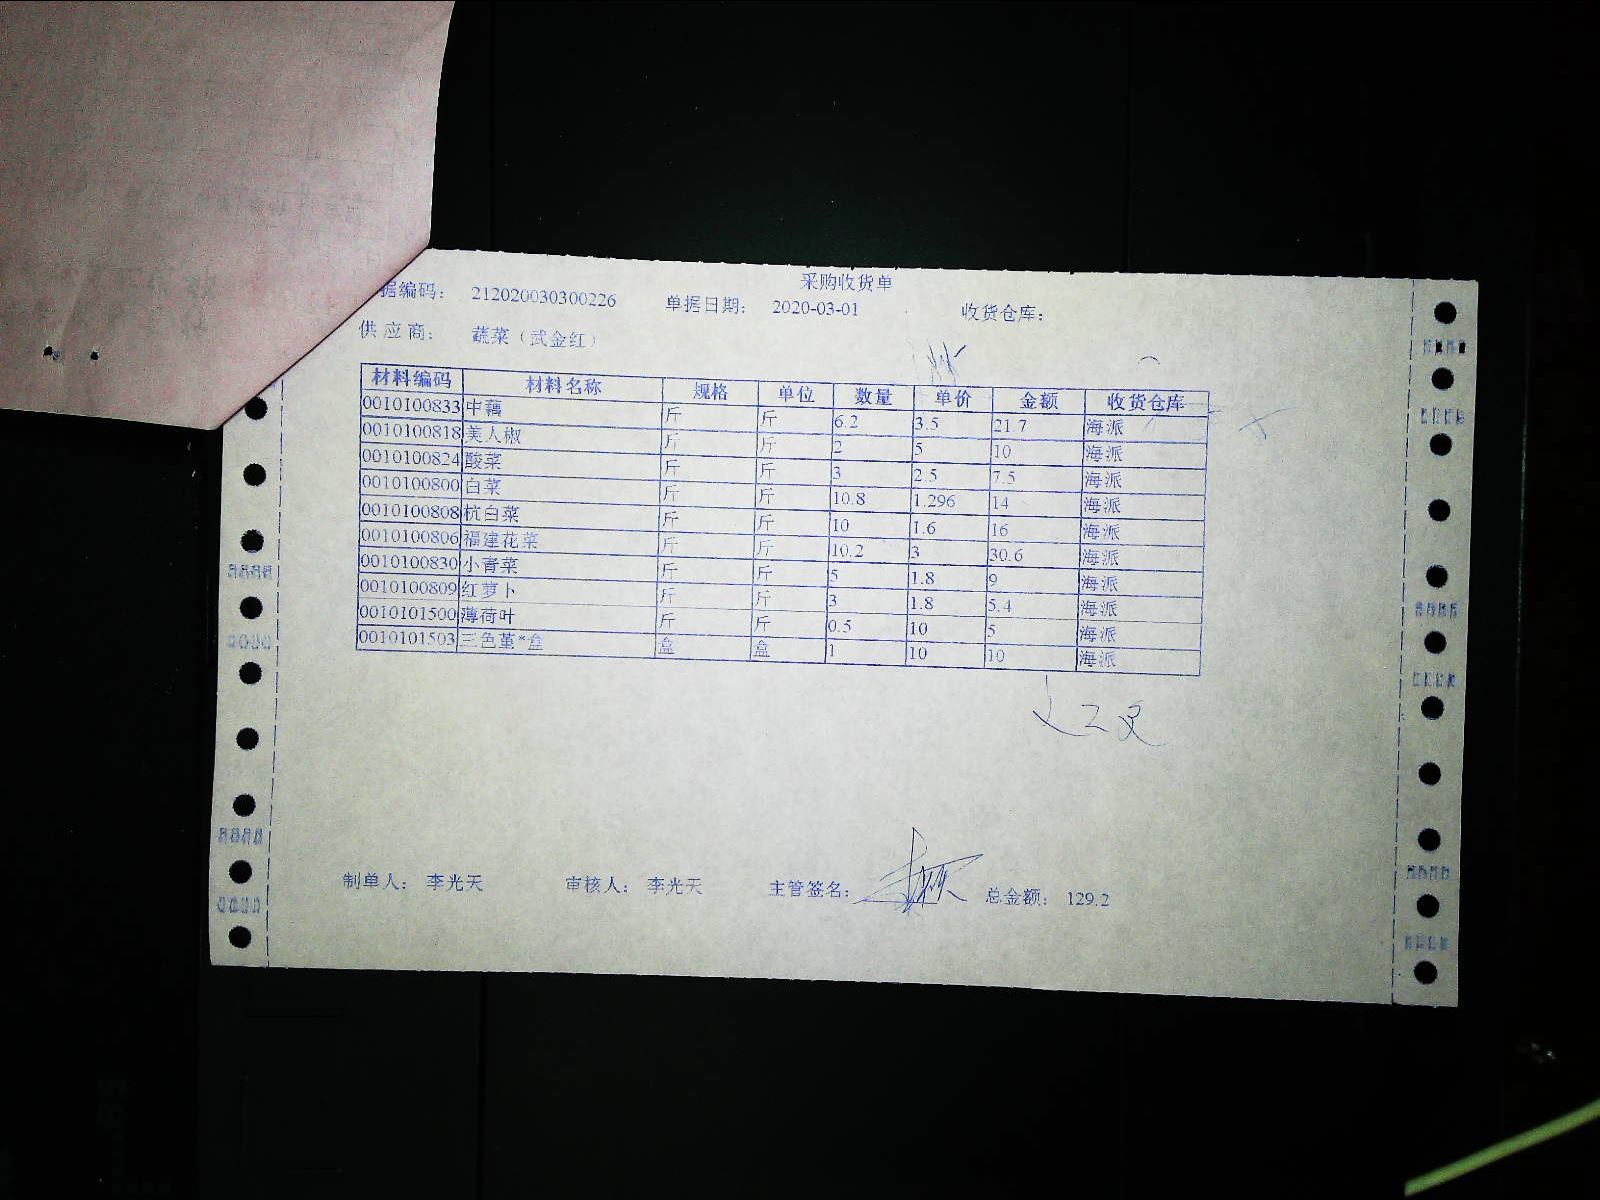 采购收货单
据编码： 212020030300226 单据日期： 2020-03-01 收货仓库：
供应商： 蔬菜（武金红）
材料编码 材料名称 规格 单位 数量 单价 金额 收货仓库
0010100833 中藕 斤 斤 6.2 3.5 21.7 海派
0010100818 美人椒 斤 斤 2 5 10 海派
0010100824 酸菜 斤 斤 3 2.5 7.5 海派
0010100800 白菜 斤 斤 10.8 1.296 14 海派
0010100808 杭白菜 斤 斤 10 1.6 16 海派
0010100806 福建花菜 斤 斤 10.2 3 30.6 海派
0010100830 小青菜 斤 斤 5 1.8 9 海派
0010100809 红萝卜 斤 斤 3 1.8 5.4 海派
0010101500 薄荷叶 斤 斤 0.5 10 5 海派
0010101503 三色堇*盒 盒 盒 1 10 10 海派
制单人： 李光天 审核人： 李光天 主管签名： 总金额： 129.2